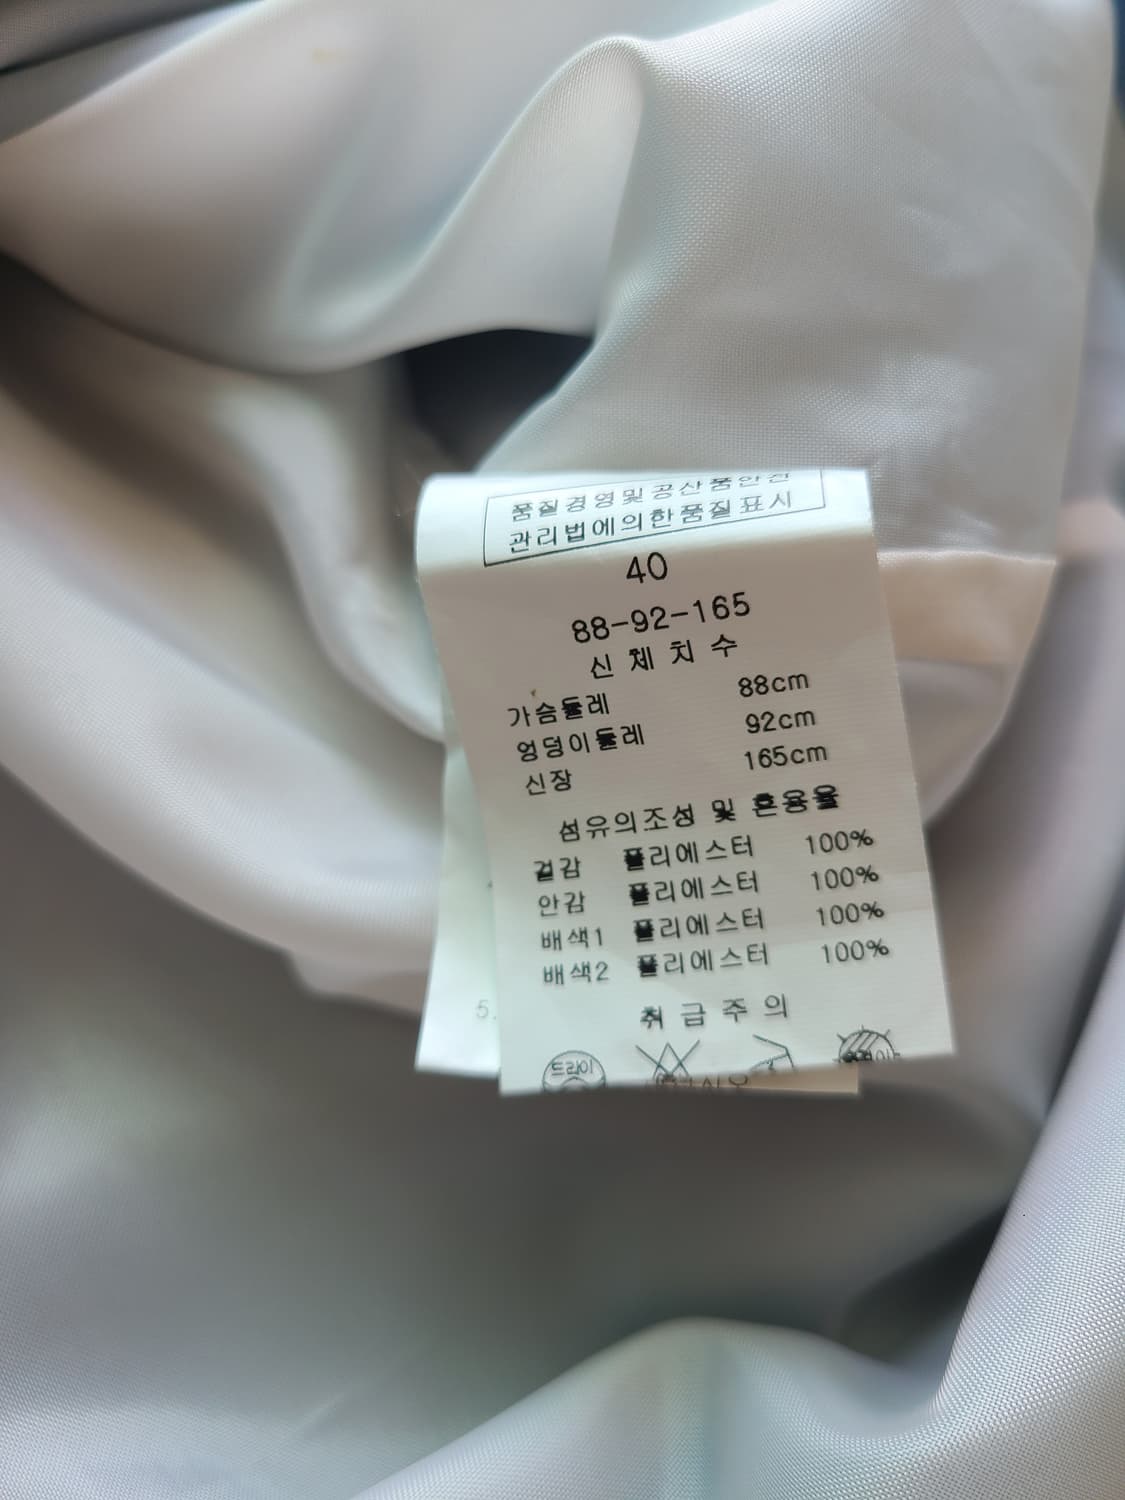 품질경영및공산품안전
관리법에의한품질표시
40
88-92-165
신체치수
가슴둘레 88cm
엉덩이둘레 92cm
신장 165cm
섬유의조성 및 혼용율
겉감 폴리에스터 100%
안감 폴리에스터 100%
배색1 폴리에스터 100%
배색2 폴리에스터 100%
취급주의
드라이
5.